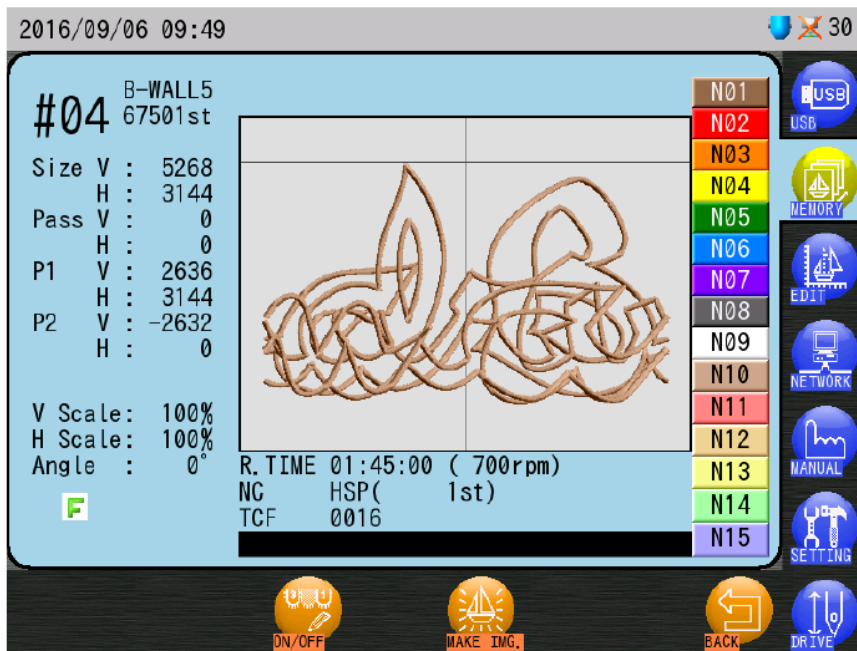 2016/09/06 09:49
30
#04
B-WALL5
67501st
Size V : 5268
H : 3144
Pass V : 0
H : 0
P1 V : 2636
H : 3144
P2 V : -2632
H : 0
V Scale: 100%
H Scale: 100%
Angle : 0°
F
R.TIME 01:45:00 ( 700rpm)
NC HSP( 1st)
TCF 0016
N01
N02
N03
N04
N05
N06
N07
N08
N09
N10
N11
N12
N13
N14
N15
USB
USB
MEMORY
EDIT
NETWORK
MANUAL
SETTING
DRIVE
3 1
ON/OFF
MAKE IMG.
BACK